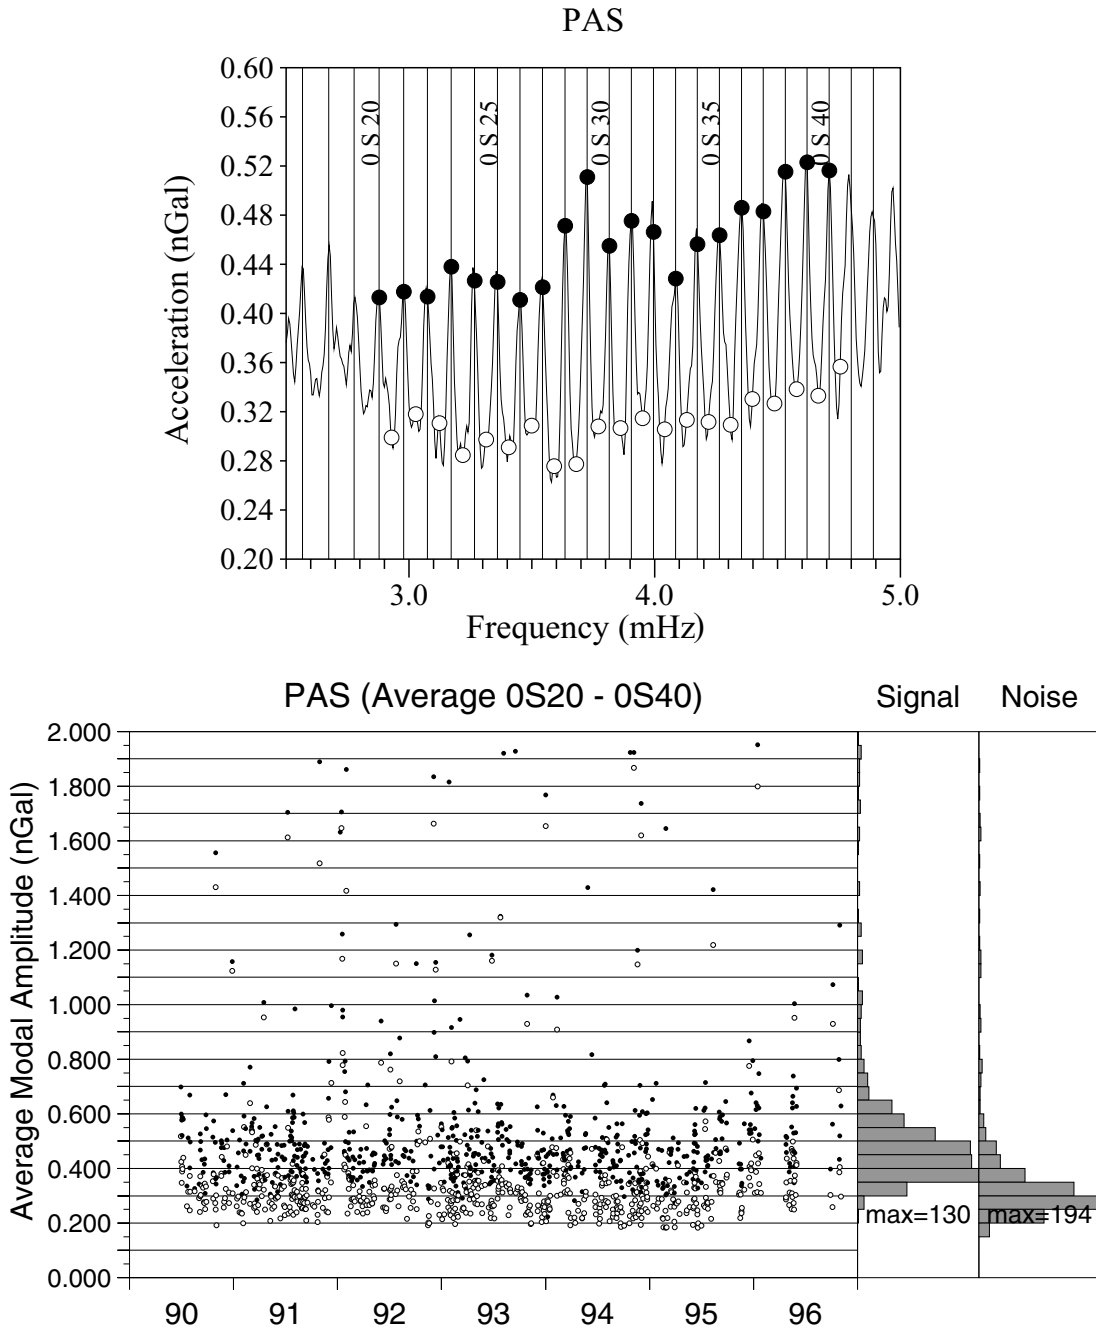 PAS
0.60
0.56
0.52
0.48
0.44
0.40
0.36
0.32
0.28
0.24
0.20
Acceleration (nGal)
0 S 20
0 S 25
0 S 30
0 S 35
0 S 40
3.0 4.0 5.0
Frequency (mHz)
PAS (Average 0S20 - 0S40) Signal Noise
2.000
1.800
1.600
1.400
1.200
1.000
0.800
0.600
0.400
0.200
0.000
Average Modal Amplitude (nGal)
max=130 max=194
90 91 92 93 94 95 96